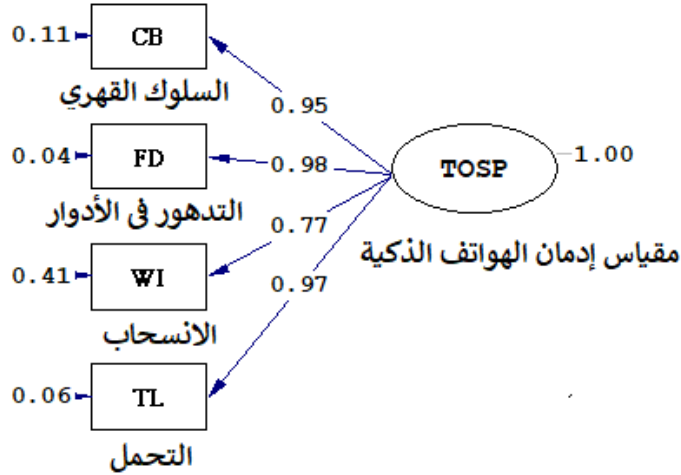 0.11 CB
السلوك القهري
0.95
0.04 FD
0.98
TOSP 1.00
التدهور فى الأدوار
0.77
مقياس إدمان الهواتف الذكية
0.41 WI
0.97
الانسحاب
0.06 TL
التحمل